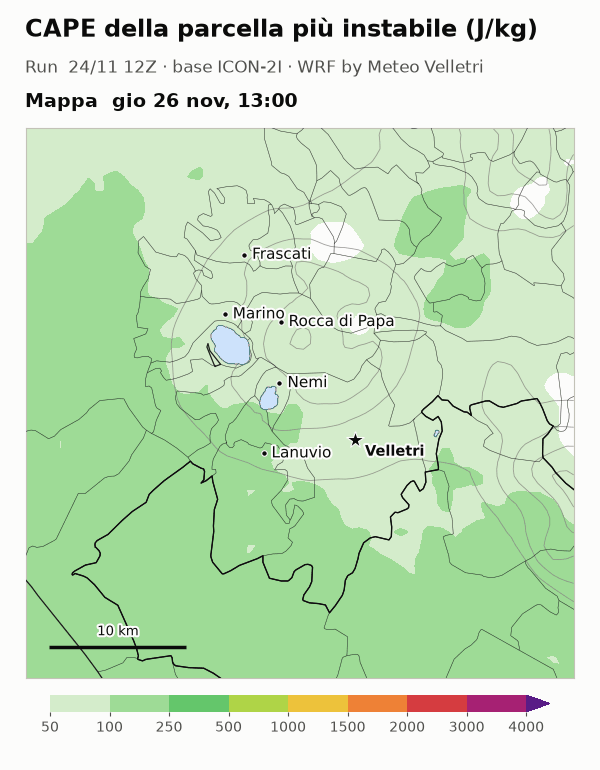 CAPE della parcella più instabile (J/kg)
Run  24/11 12Z · base ICON-2I · WRF by Meteo Velletri
Mappa  gio 26 nov, 13:00
Frascati
Marino
Rocca di Papa
Nemi
Velletri
Lanuvio
10 km
50 100 250 500 1000 1500 2000 3000 4000